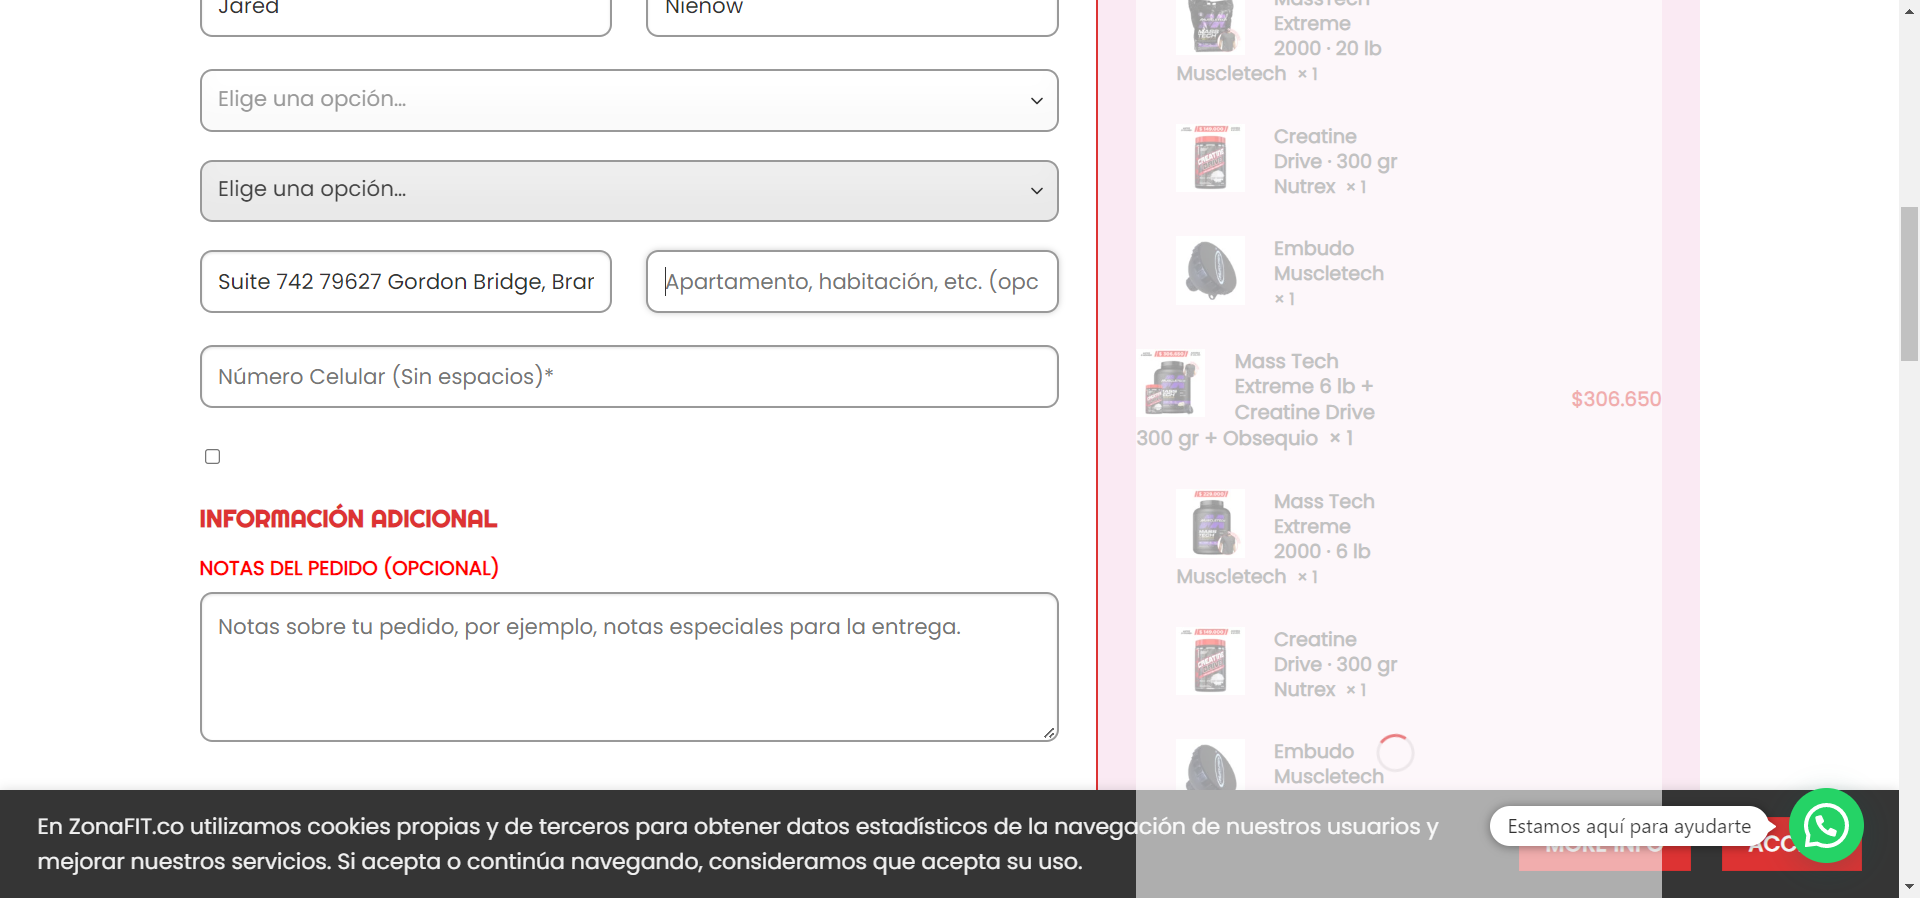 Jared
Nienow
Elige una opción...
Elige una opción...
Suite 742 79627 Gordon Bridge, Brar
Apartamento, habitación, etc. (opc
Número Celular (Sin espacios)*
INFORMACIÓN ADICIONAL
NOTAS DEL PEDIDO (OPCIONAL)
Notas sobre tu pedido, por ejemplo, notas especiales para la entrega.
MassTech
Extreme
2000 · 20 lb
Muscletech × 1
Creatine
Drive · 300 gr
Nutrex × 1
Embudo
Muscletech
× 1
Mass Tech
Extreme 6 lb +
Creatine Drive
300 gr + Obsequio × 1
$306.650
Mass Tech
Extreme
2000 · 6 lb
Muscletech × 1
Creatine
Drive · 300 gr
Nutrex × 1
Embudo
Muscletech
En ZonaFIT.co utilizamos cookies propias y de terceros para obtener datos estadísticos de la navegación de nuestros usuarios y
mejorar nuestros servicios. Si acepta o continúa navegando, consideramos que acepta su uso.
Estamos aquí para ayudarte
MORE INFO
ACC